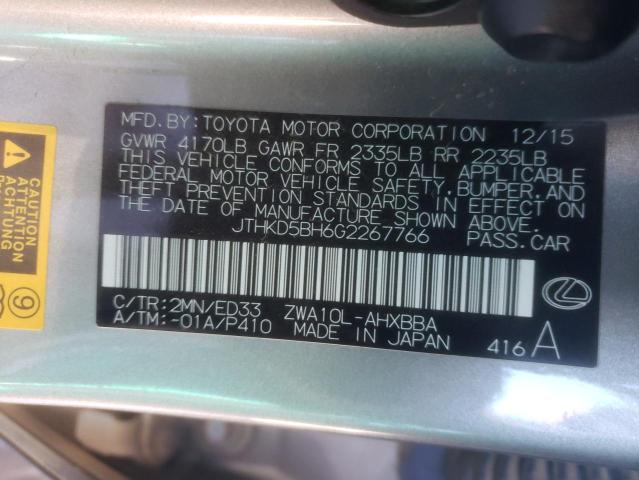 MFD. BY: TOYOTA MOTOR CORPORATION 12/15
GVWR 4170LB GAWR FR 2335LB RR 2235LB
THIS VEHICLE CONFORMS TO ALL APPLICABLE
FEDERAL MOTOR VEHICLE SAFETY, BUMPER, AND
THEFT PREVENTION STANDARDS IN EFFECT ON
THE DATE OF MANUFACTURE SHOWN ABOVE.
JTHKD5BH6G2267766 PASS.CAR
C/TR:2MN/ED33 ZWA10L-AHXBBA
A/TM:-01A/P410 MADE IN JAPAN
416 A
CAUTION
ATTENTION
ACHTUNG
9